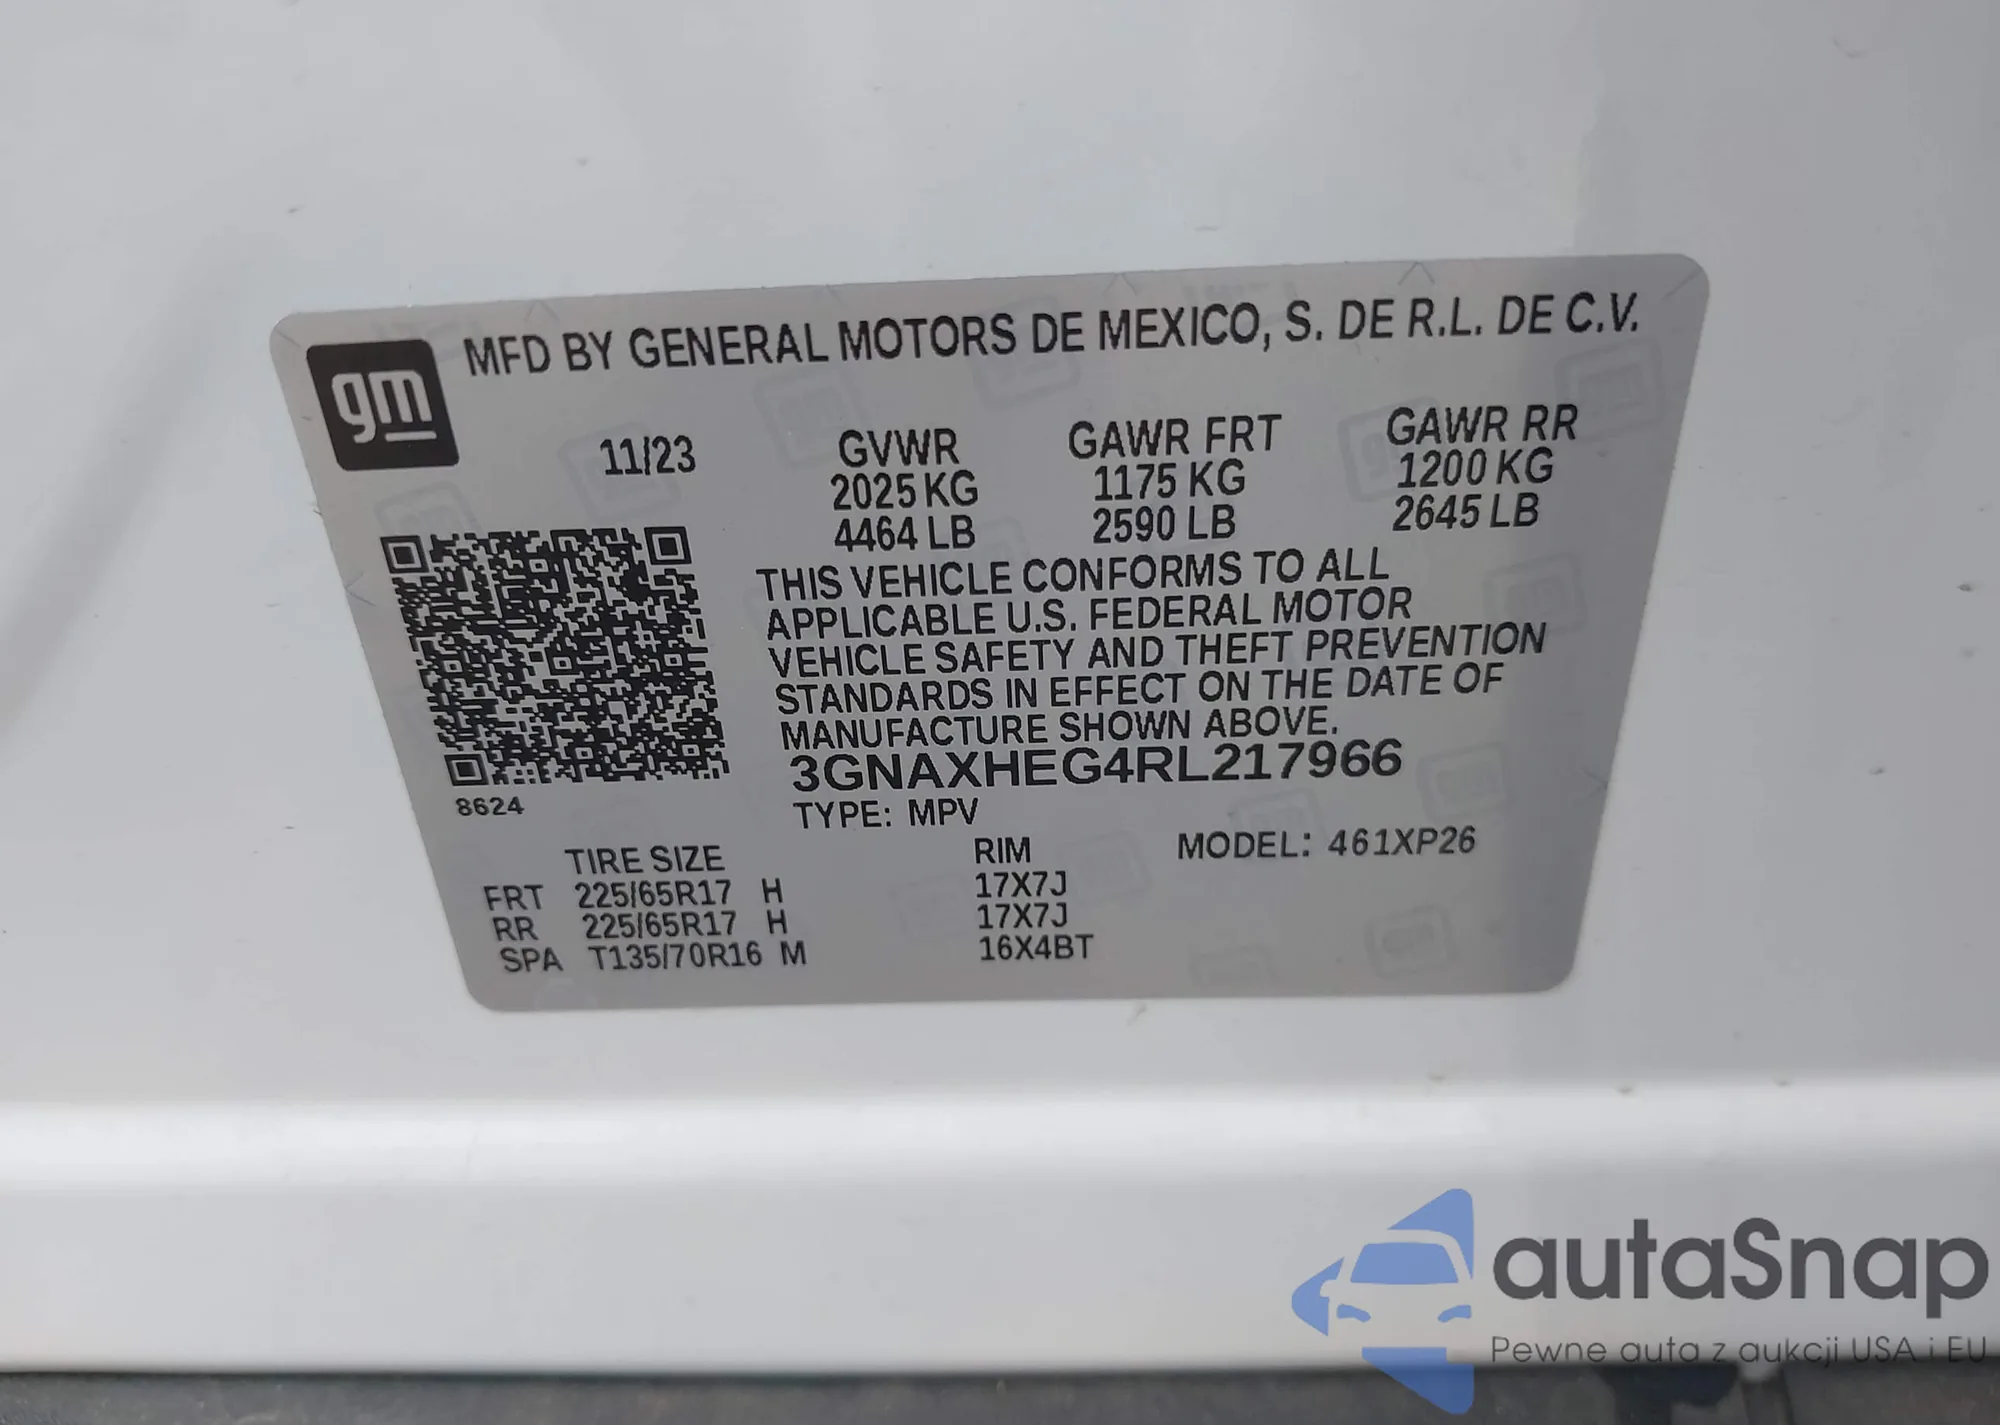 gm
MFD BY GENERAL MOTORS DE MEXICO, S. DE R.L. DE C.V.
11/23
GVWR
2025 KG
4464 LB
GAWR FRT
1175 KG
2590 LB
GAWR RR
1200 KG
2645 LB
THIS VEHICLE CONFORMS TO ALL
APPLICABLE U.S. FEDERAL MOTOR
VEHICLE SAFETY AND THEFT PREVENTION
STANDARDS IN EFFECT ON THE DATE OF
MANUFACTURE SHOWN ABOVE.
3GNAXHEG4RL217966
8624
TYPE: MPV
MODEL: 461XP26
TIRE SIZE RIM
FRT 225/65R17 H 17X7J
RR 225/65R17 H 17X7J
SPA T135/70R16 M 16X4BT
autaSnap
Pewne auta z aukcji USA i EU